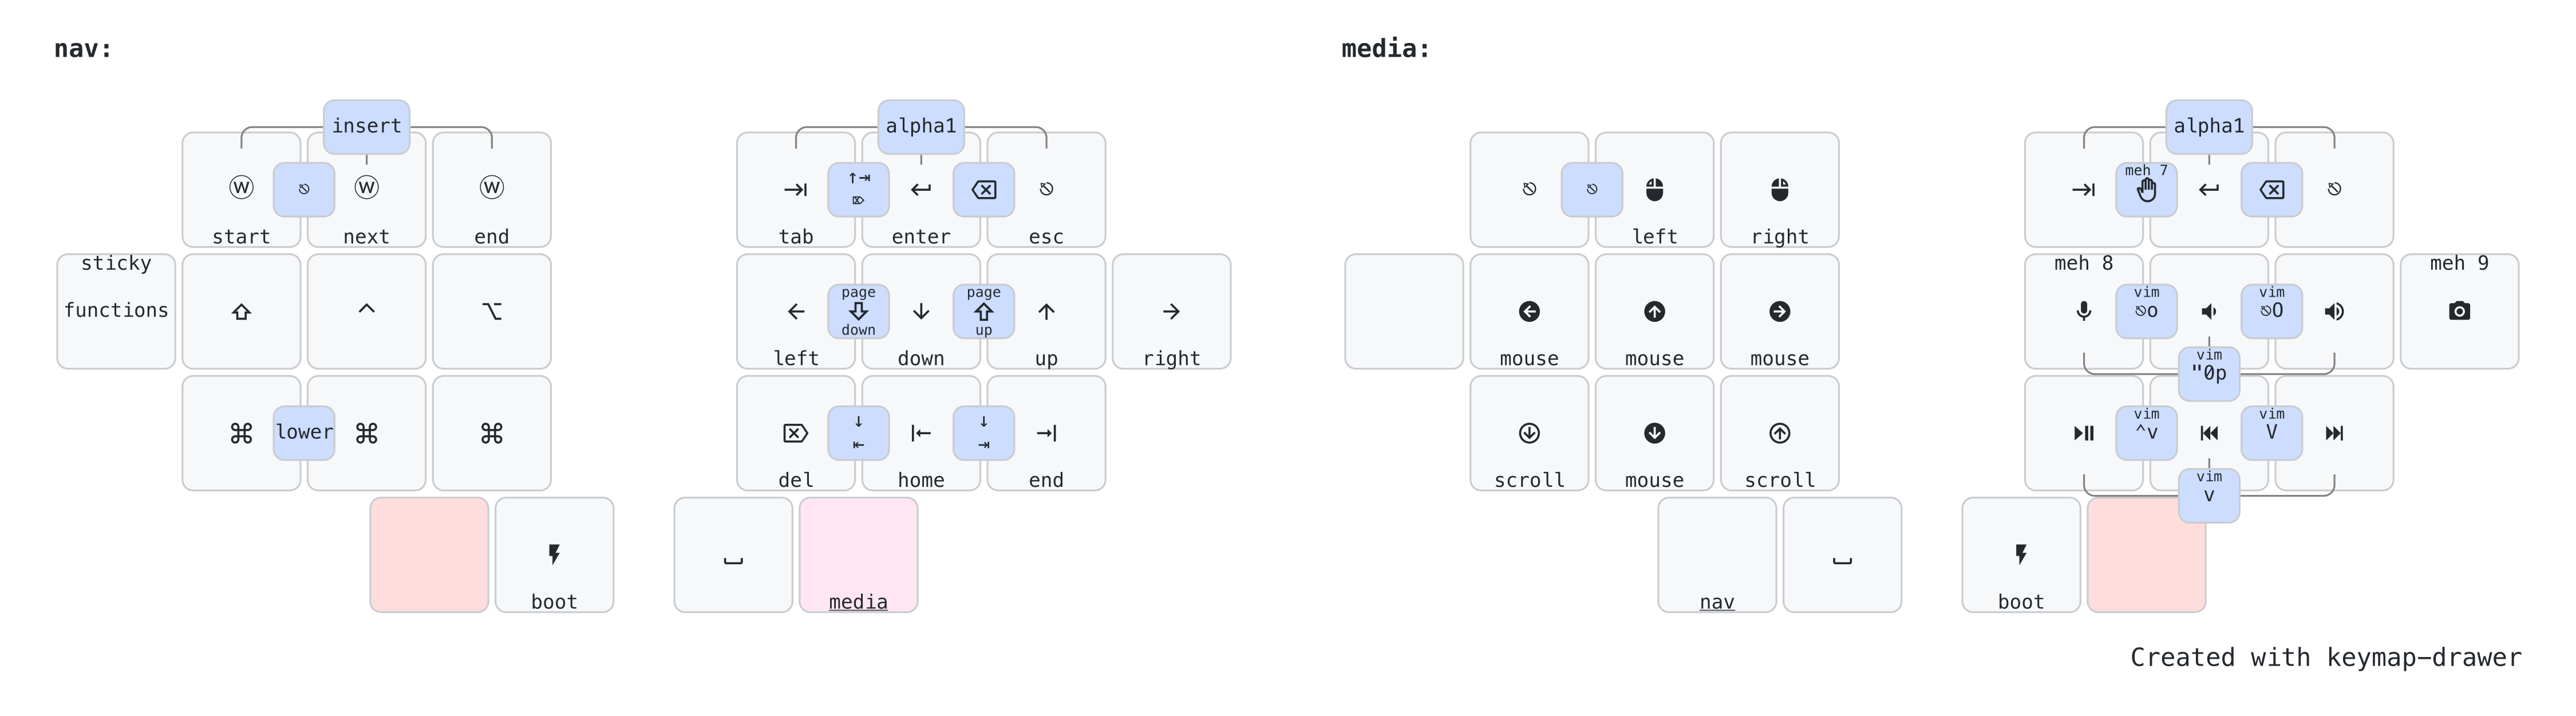 nav:
media:
insert
alpha1
alpha1
Ⓦ
Ⓦ
Ⓦ
meh 7
start
next
end
tab
enter
esc
left
right
sticky
functions
page
down
page
up
left
down
up
right
mouse
mouse
mouse
meh 8
vim
⎋o
vim
⎋O
meh 9
vim
"0p
lower
del
home
end
scroll
mouse
scroll
vim
^v
vim
V
vim
v
boot
media
nav
boot
Created with keymap-drawer